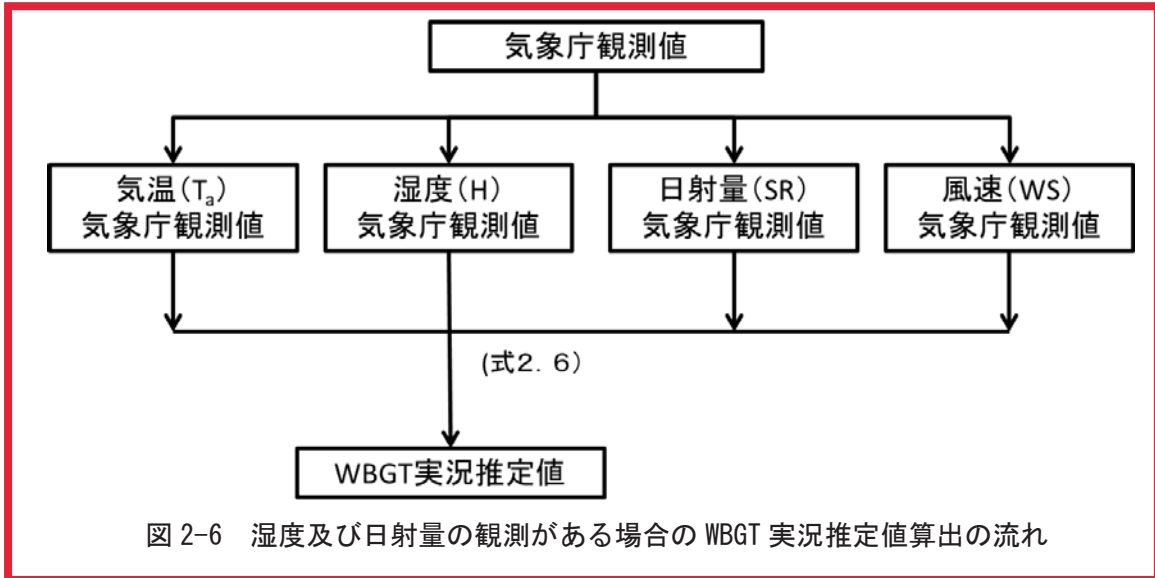 気象庁観測値
気温(Ta)
気象庁観測値
湿度(H)
気象庁観測値
日射量(SR)
気象庁観測値
風速(WS)
気象庁観測値
(式2.6)
WBGT実況推定値
図 2-6 湿度及び日射量の観測がある場合の WBGT 実況推定値算出の流れ